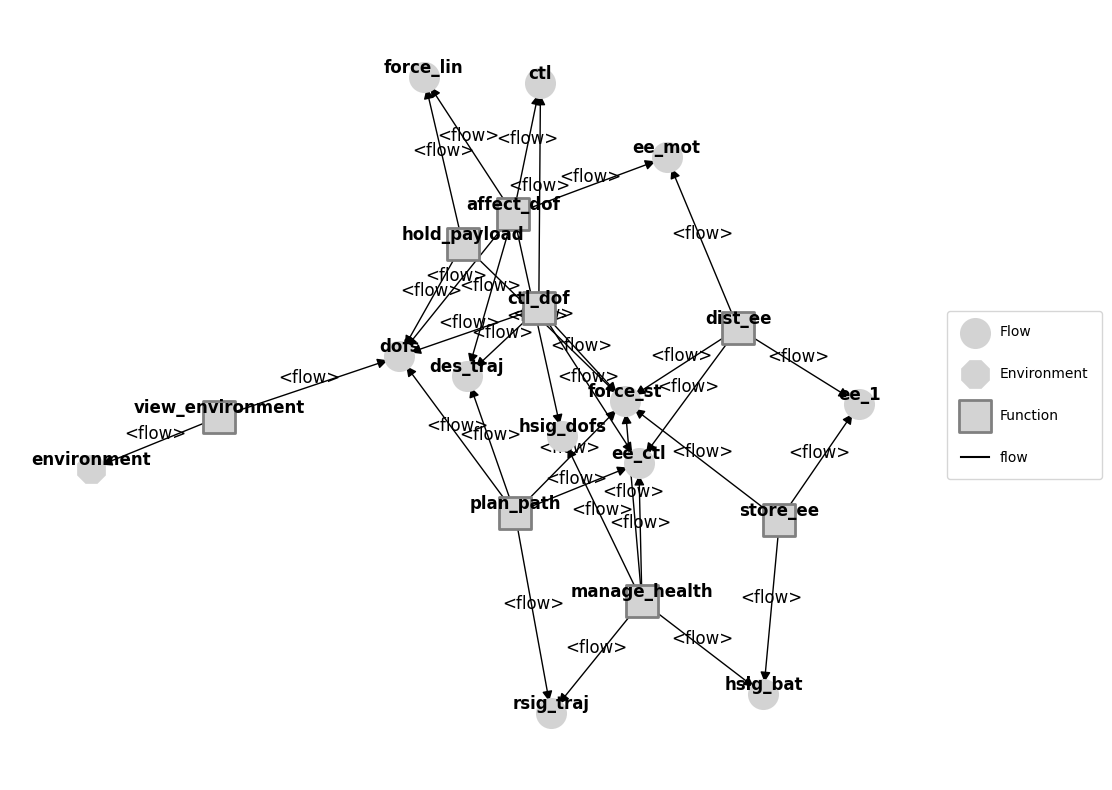 force_lin
ctl
<flow>
<flow>
<flow>
ee_mot
<flow>
<flow>
affect_dof
hold_payload
<flow>
<flow>
<flow>
<flow>
ctl_dof
<flow>
dist_ee
<flow>
<flow>
dofs
<flow>
<flow>
<flow>
des_traj
<flow>
<flow>
<flow>
force_st
ee_1
view_environment
<flow>
<flow>
<flow>
hsig_dofs
<flow>
ee_ctl
<flow>
<flow>
environment
<flow>
<flow>
plan_path
<flow>
store_ee
<flow>
manage_health
<flow>
<flow>
<flow>
<flow>
hsig_bat
rsig_traj
Flow
Environment
Function
flow